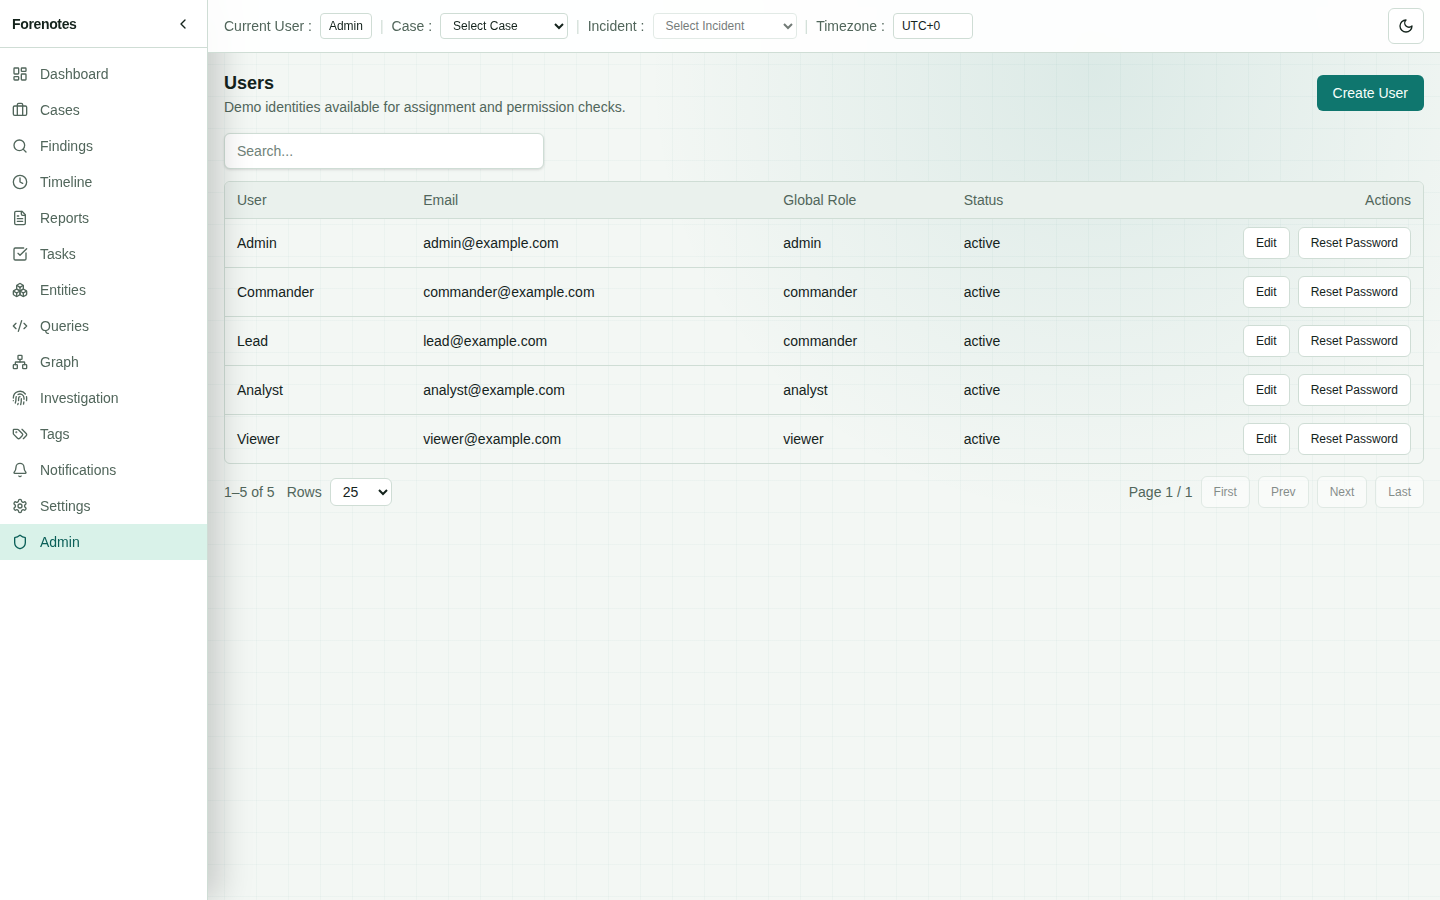 Forenotes
Dashboard
Cases
Findings
Timeline
Reports
Tasks
Entities
Queries
Graph
Investigation
Tags
Notifications
Settings
Admin
Current User : Admin | Case : Select Case | Incident : Select Incident | Timezone : UTC+0
Users
Demo identities available for assignment and permission checks.
Create User
Search...
User Email Global Role Status Actions
Admin admin@example.com admin active Edit Reset Password
Commander commander@example.com commander active Edit Reset Password
Lead lead@example.com commander active Edit Reset Password
Analyst analyst@example.com analyst active Edit Reset Password
Viewer viewer@example.com viewer active Edit Reset Password
1–5 of 5 Rows 25 Page 1 / 1 First Prev Next Last